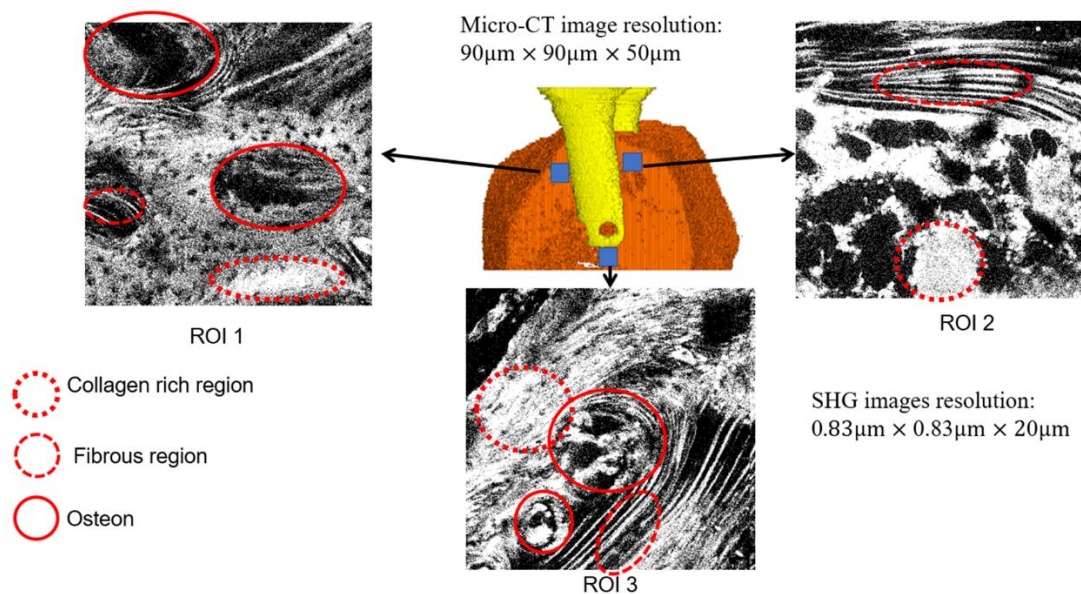 Micro-CT image resolution:
90μm × 90μm × 50μm
ROI 1
ROI 2
Collagen rich region
Fibrous region
Osteon
SHG images resolution:
0.83μm × 0.83μm × 20μm
ROI 3